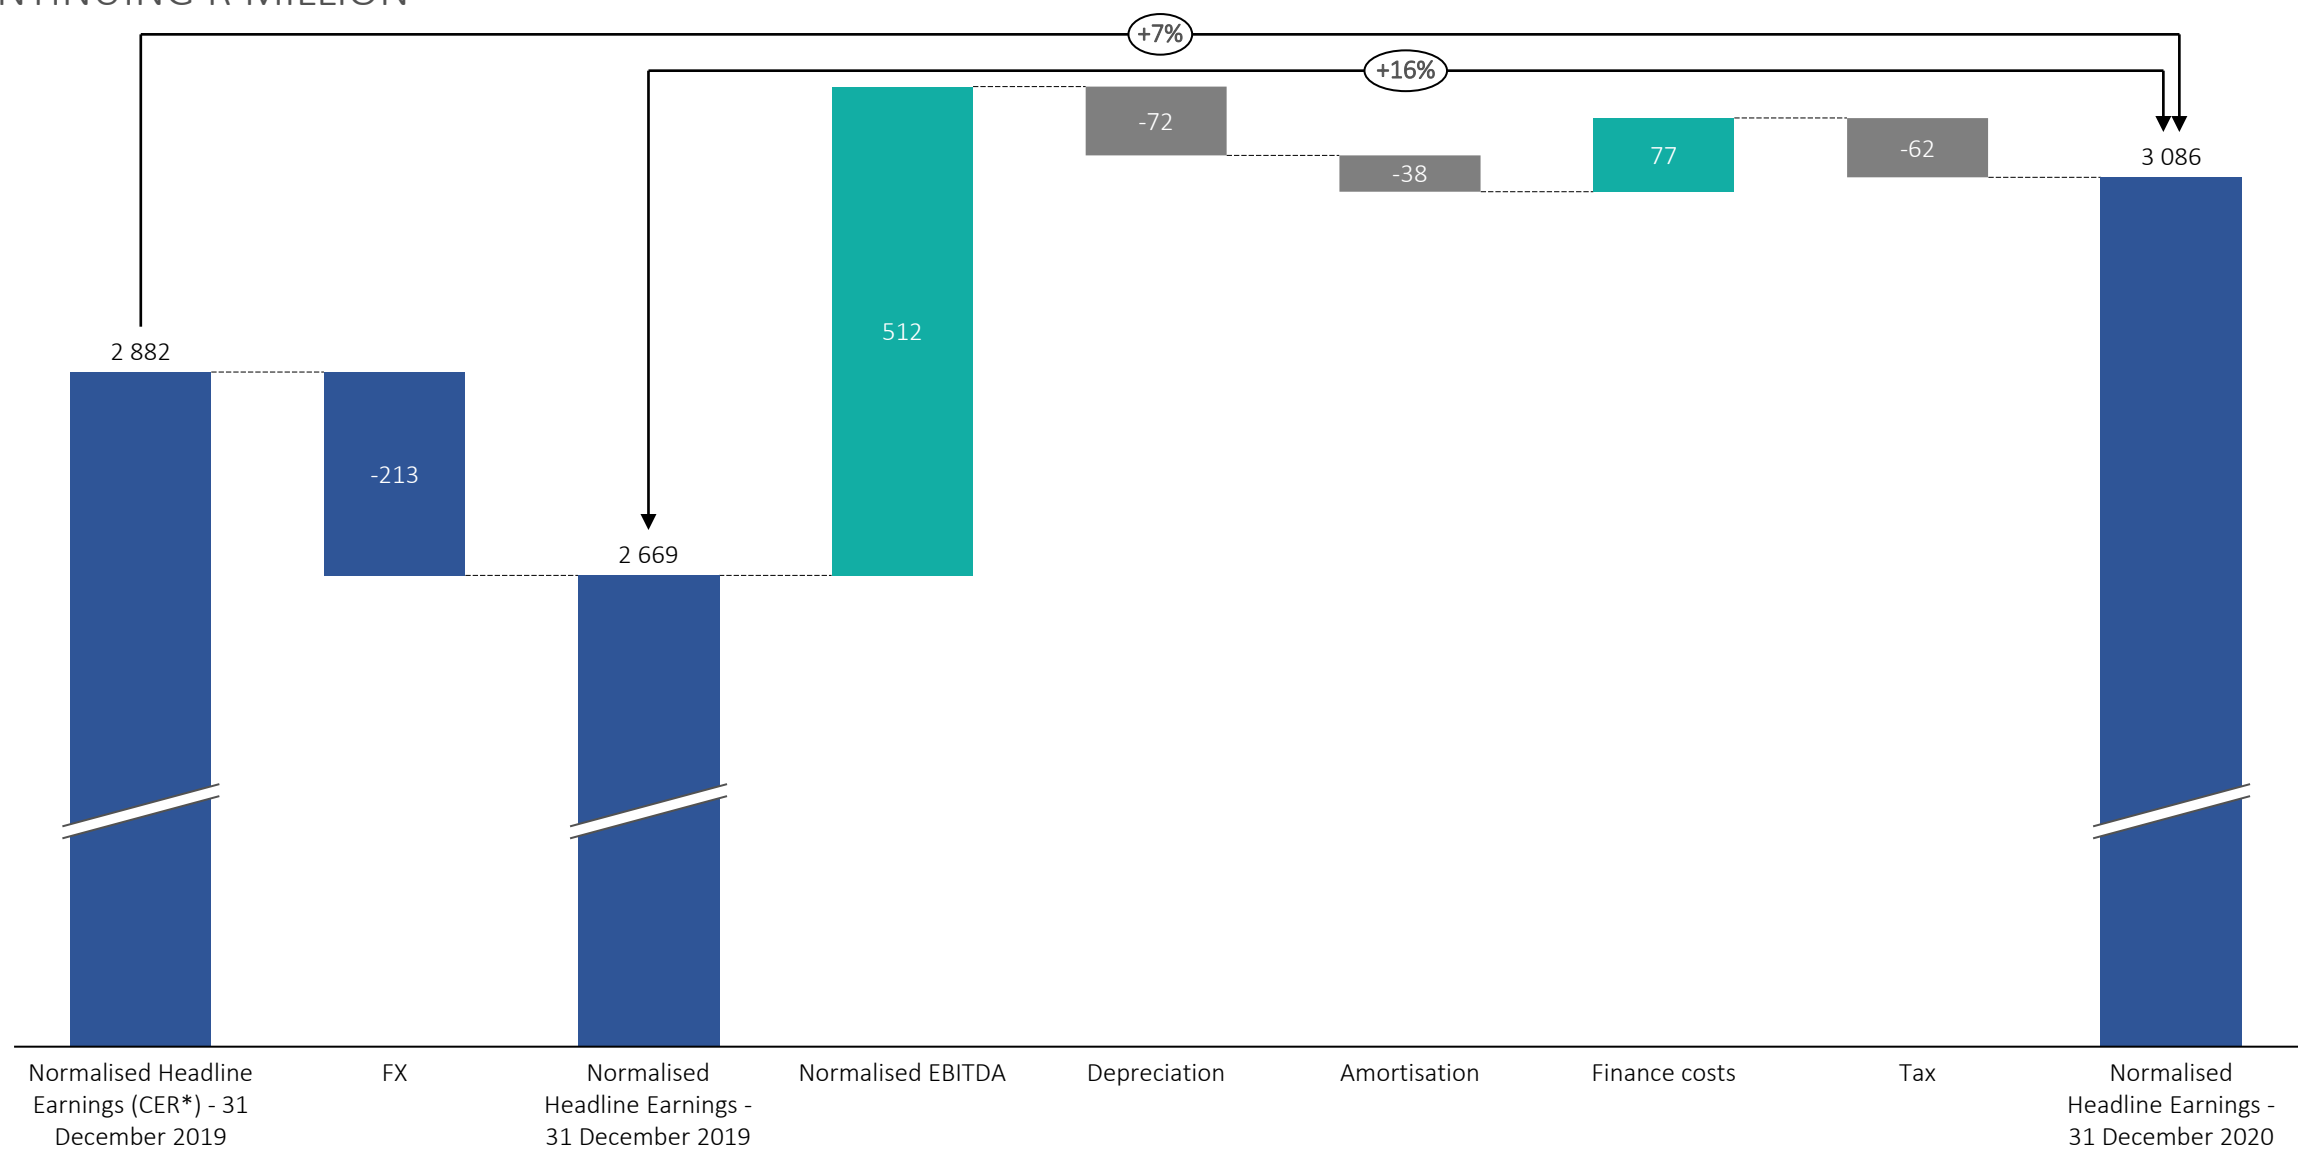 +7%
+16%
-72
77
-62
-38
3 086
512
2 882
-213
2 669
Normalised Headline
Earnings (CER*) - 31
December 2019
FX
Normalised
Headline Earnings -
31 December 2019
Normalised EBITDA
Depreciation
Amortisation
Finance costs
Tax
Normalised
Headline Earnings -
31 December 2020